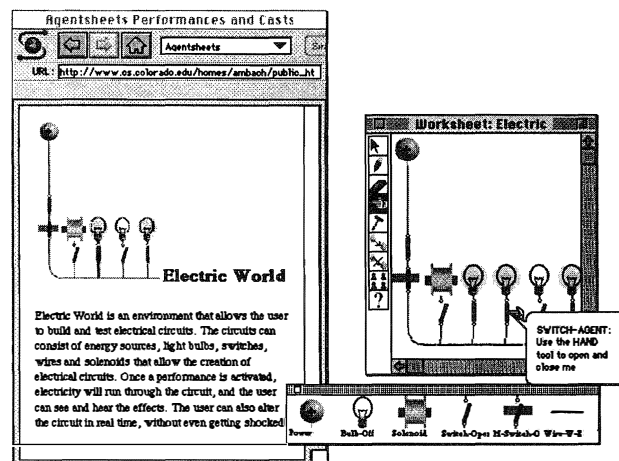 Agentsheets Performances and Casts
Agentsheets
URL: http://www.cs.colorado.edu/homes/ambach/public_ht
Electric World
Electric World is an environment that allows the user
to build and test electrical circuits. The circuits can
consist of energy sources, light bulbs, switches,
wires and solenoids that allow the creation of
electrical circuits. Once a performance is activated,
electricity will run through the circuit, and the user
can see and hear the effects. The user can also alter
the circuit in real time, without even getting shocked
Worksheet: Electric
?
SWITCH-AGENT:
Use the HAND
tool to open and
close me
Power Bulb-Off Solenoid Switch-Open M-Switch-O Wire-W-E